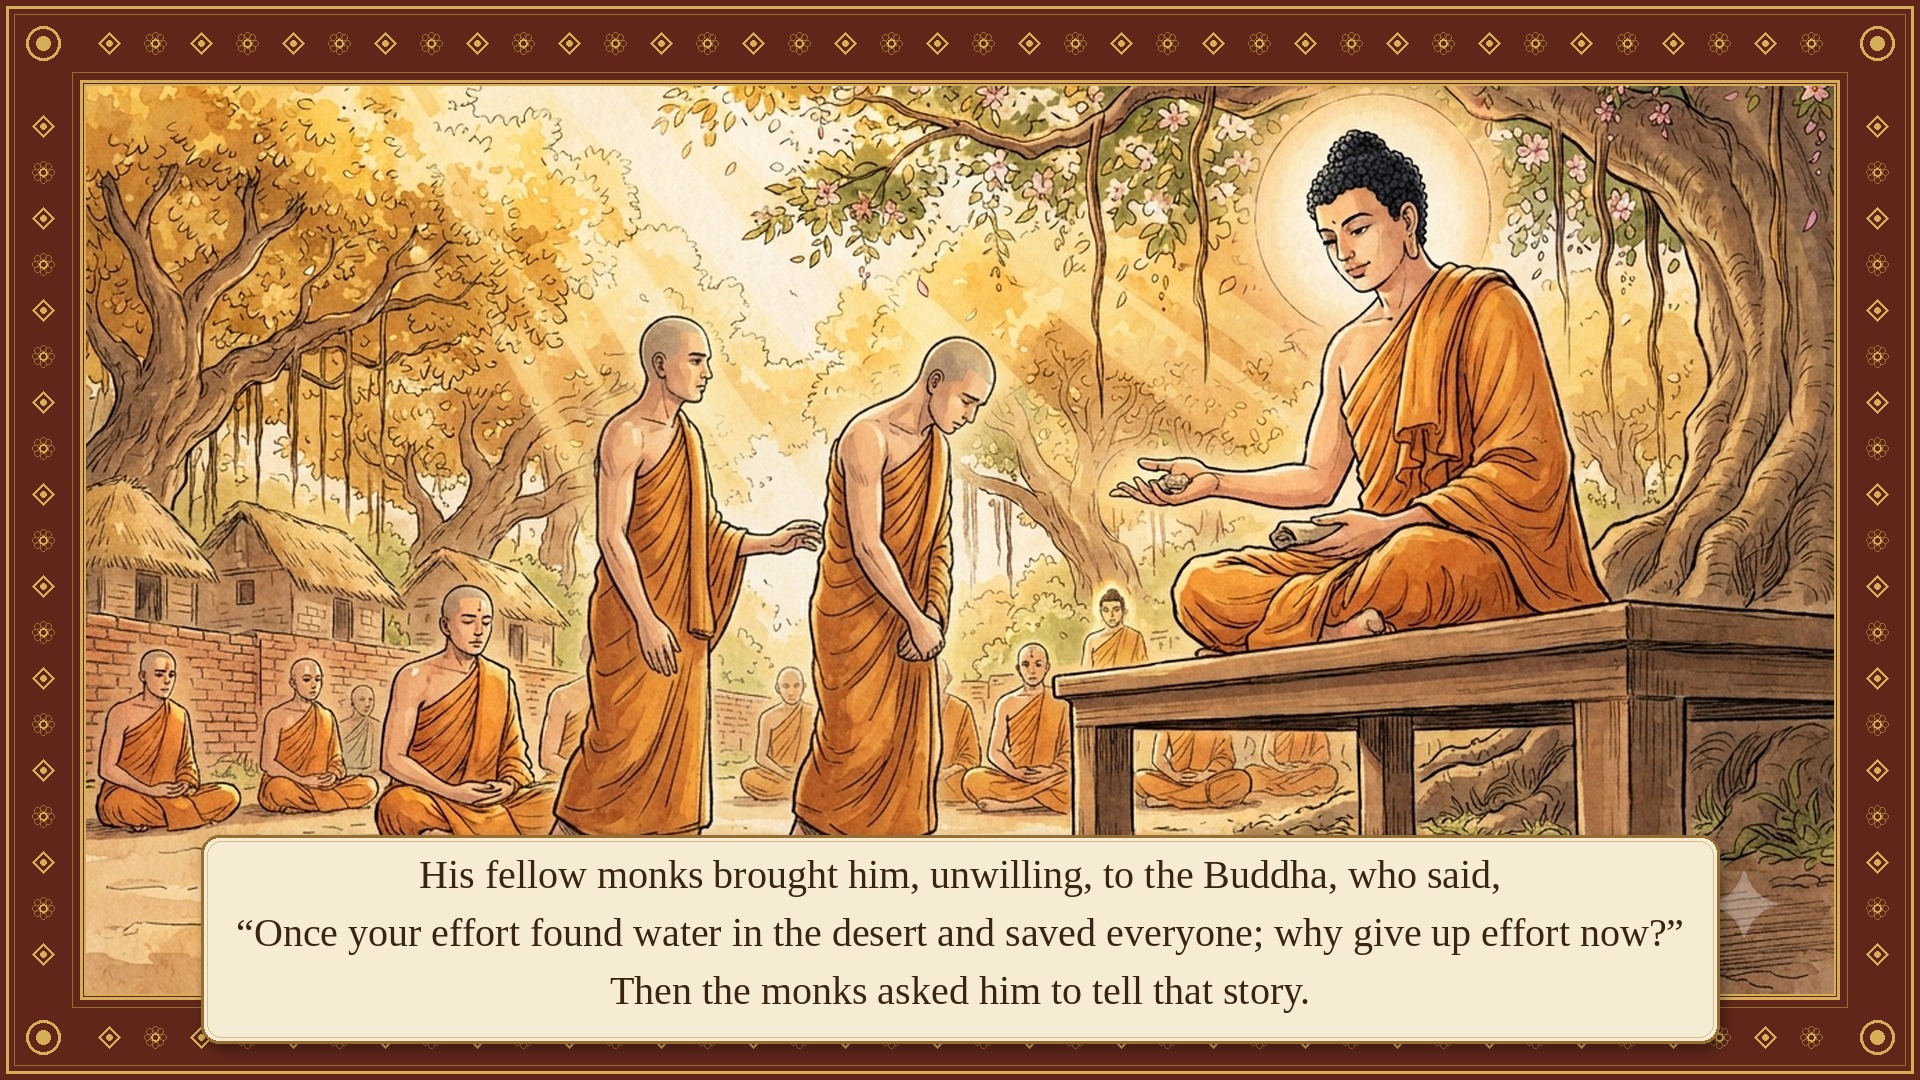 His fellow monks brought him, unwilling, to the Buddha, who said,
“Once your effort found water in the desert and saved everyone; why give up effort now?”
Then the monks asked him to tell that story.